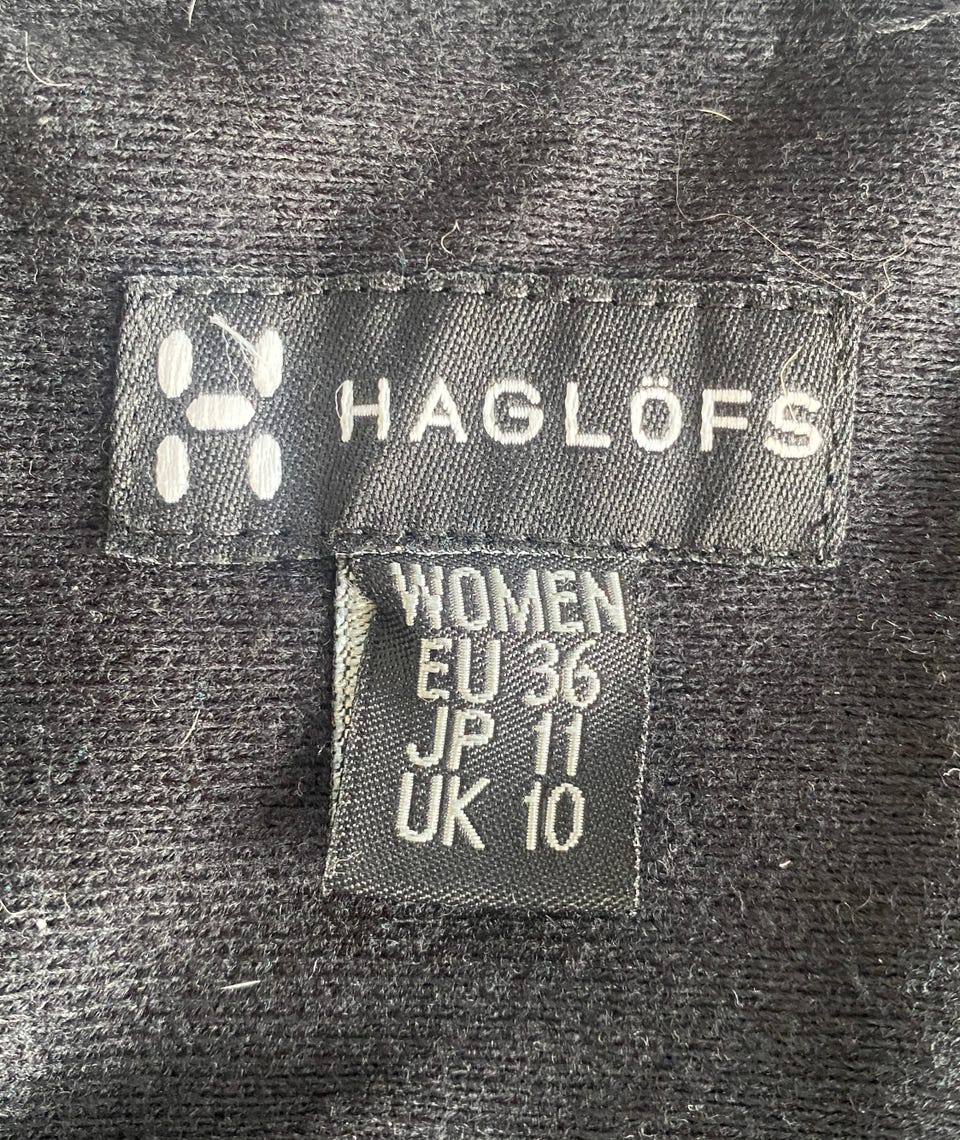 HAGLÖFS
WOMEN
EU 36
JP 11
UK 10